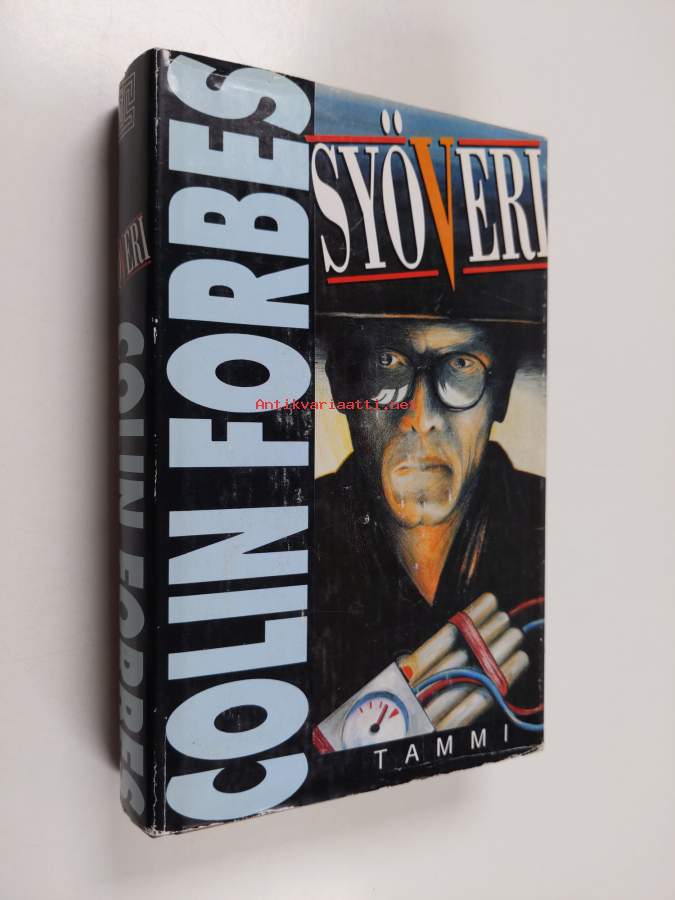 COLIN FORBES
SYÖVERI
TAMMI
VERI
COLIN FORBES
Antikvariaatti.net